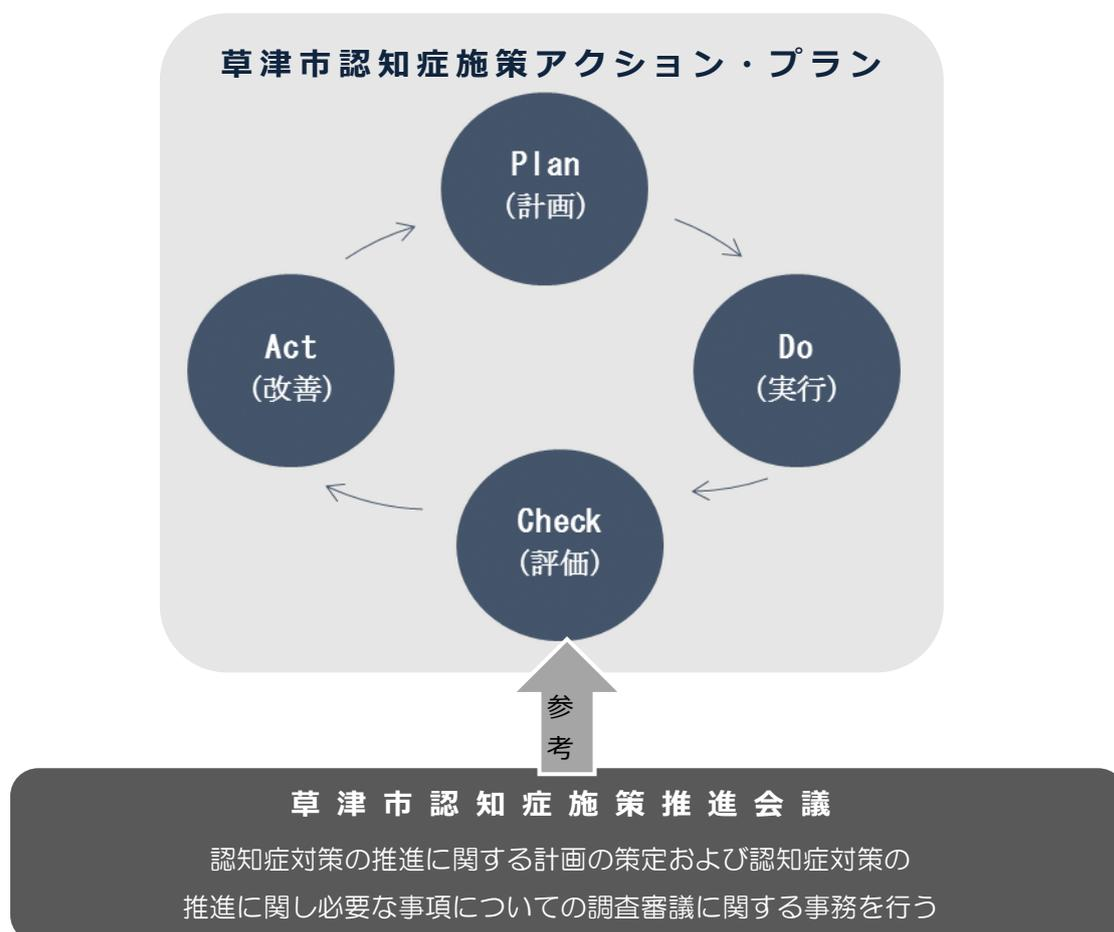 草津市認知症施策アクション・プラン
Plan
（計画）
Do
（実行）
Check
（評価）
Act
（改善）
参
考
草津市認知症施策推進会議
認知症対策の推進に関する計画の策定および認知症対策の
推進に関し必要な事項についての調査審議に関する事務を行う